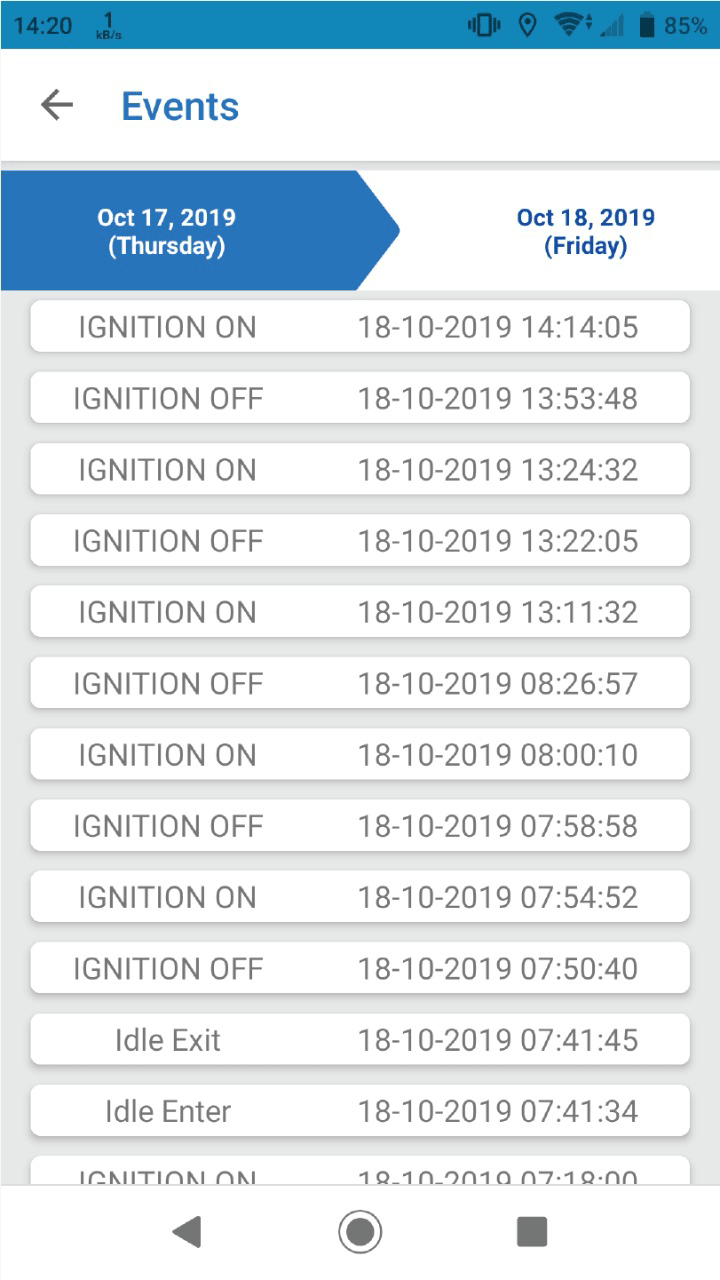 14:20 1 kB/s 85%
Events
Oct 17, 2019
(Thursday)
Oct 18, 2019
(Friday)
IGNITION ON 18-10-2019 14:14:05
IGNITION OFF 18-10-2019 13:53:48
IGNITION ON 18-10-2019 13:24:32
IGNITION OFF 18-10-2019 13:22:05
IGNITION ON 18-10-2019 13:11:32
IGNITION OFF 18-10-2019 08:26:57
IGNITION ON 18-10-2019 08:00:10
IGNITION OFF 18-10-2019 07:58:58
IGNITION ON 18-10-2019 07:54:52
IGNITION OFF 18-10-2019 07:50:40
Idle Exit 18-10-2019 07:41:45
Idle Enter 18-10-2019 07:41:34
IGNITION ON 18-10-2019 07:18:00